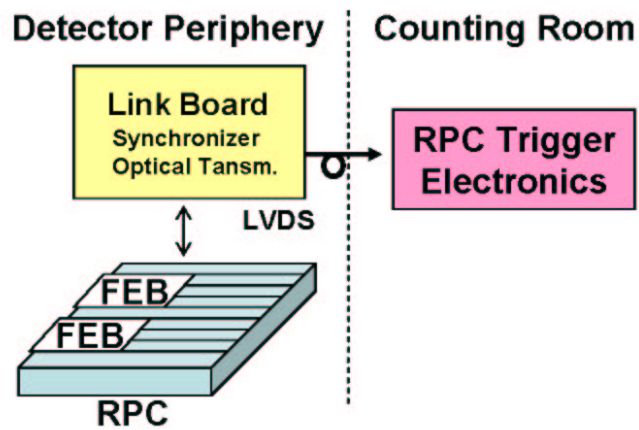 Detector Periphery
Counting Room
Link Board
Synchronizer
Optical Tansm.
RPC Trigger
Electronics
LVDS
FEB
FEB
RPC